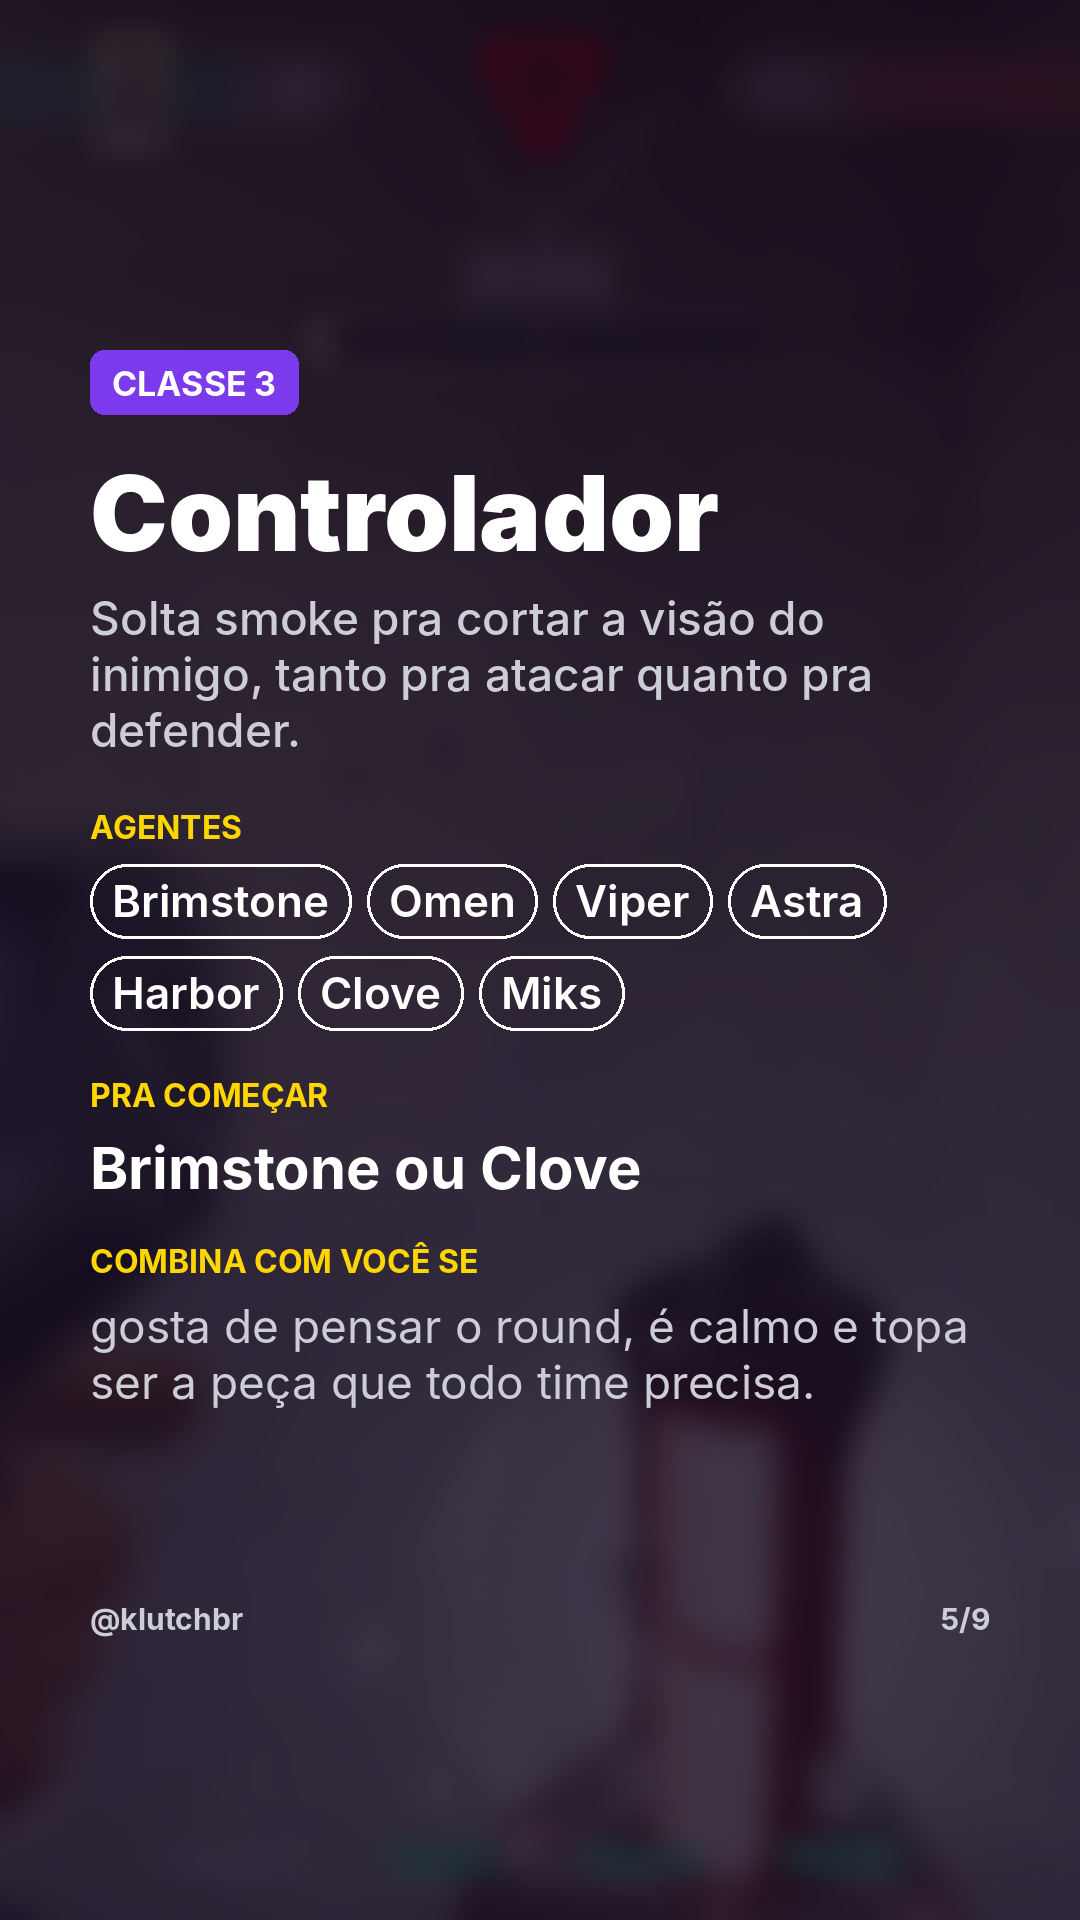 CLASSE 3
Controlador
Solta smoke pra cortar a visão do
inimigo, tanto pra atacar quanto pra
defender.
AGENTES
Brimstone Omen Viper Astra
Harbor Clove Miks
PRA COMEÇAR
Brimstone ou Clove
COMBINA COM VOCÊ SE
gosta de pensar o round, é calmo e topa
ser a peça que todo time precisa.
@klutchbr 5/9